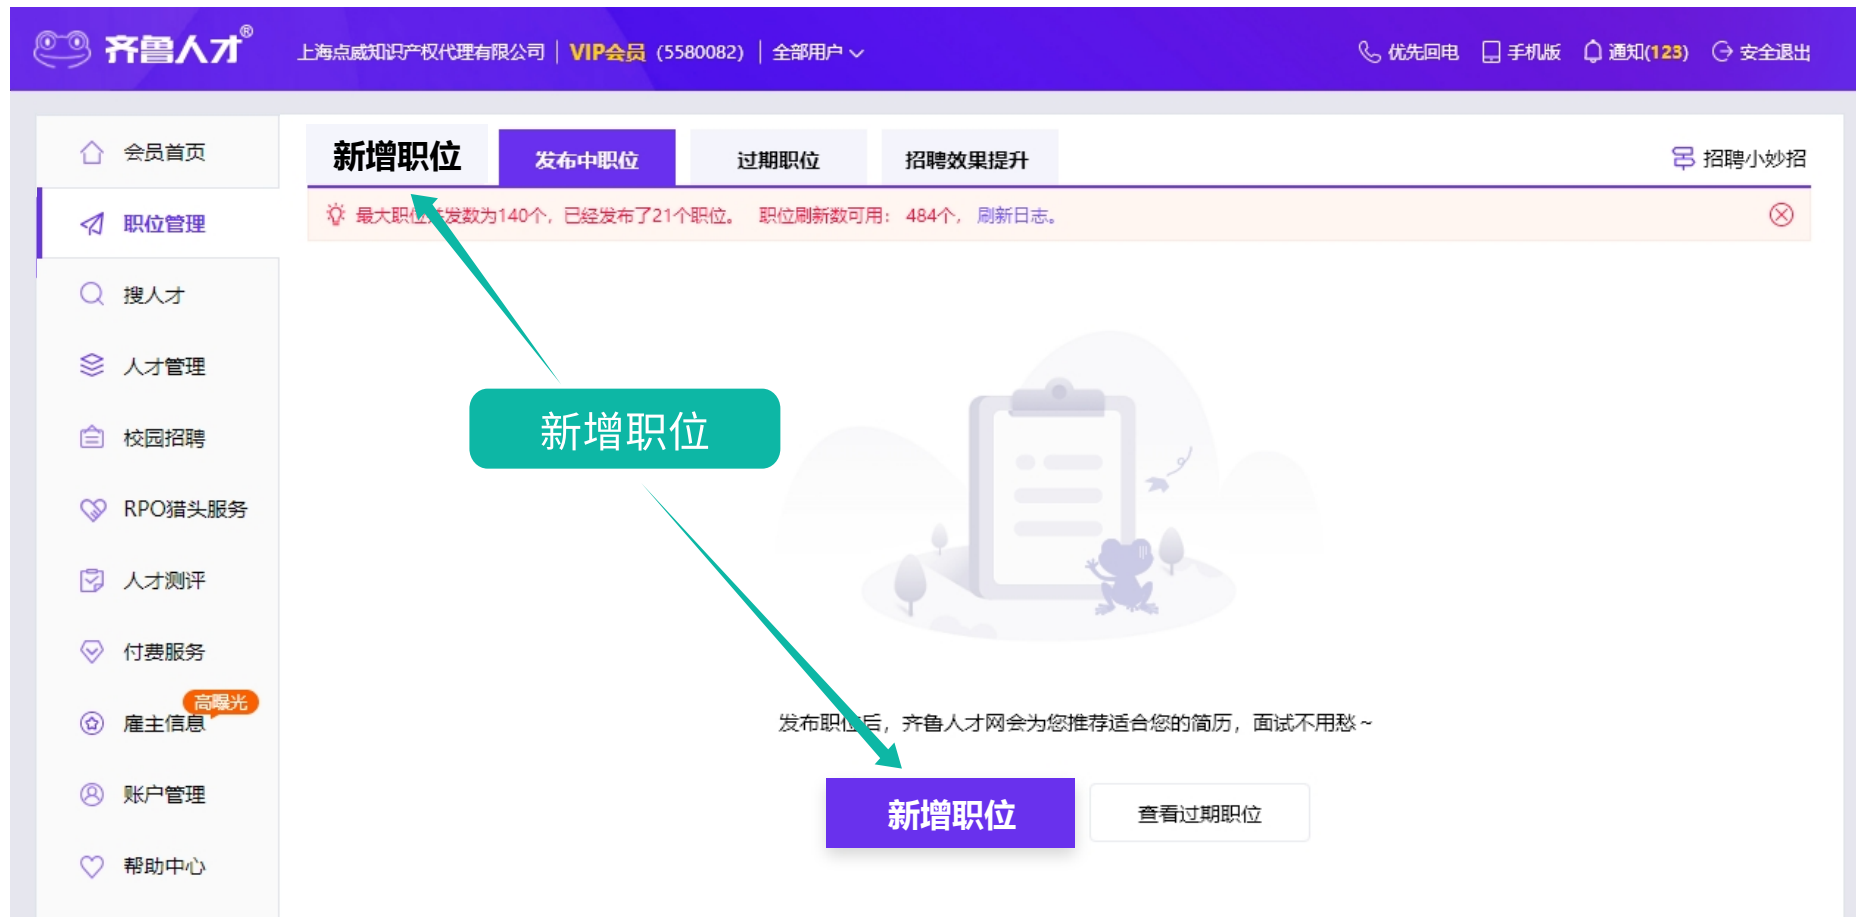 齐鲁人才®
上海点威知识产权代理有限公司 | VIP会员 (5580082) | 全部用户
优先回电 手机版 通知(123) 安全退出
会员首页
职位管理
搜人才
人才管理
校园招聘
RPO猎头服务
人才测评
付费服务
高曝光
雇主信息
账户管理
帮助中心
新增职位 发布中职位 过期职位 招聘效果提升
招聘小妙招
最大职位并发数为140个，已经发布了21个职位。 职位刷新数可用： 484个， 刷新日志。
新增职位
发布职位后，齐鲁人才网会为您推荐适合您的简历，面试不用愁~
新增职位 查看过期职位